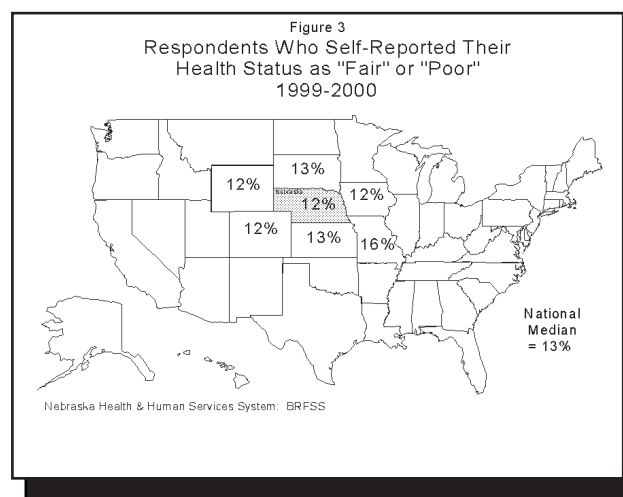 Figure 3
Respondents Who Self-Reported Their
Health Status as "Fair" or "Poor"
1999-2000
13%
12%
12%
Nebraska
12%
12%
13%
16%
National
Median
= 13%
Nebraska Health & Human Services System: BRFSS